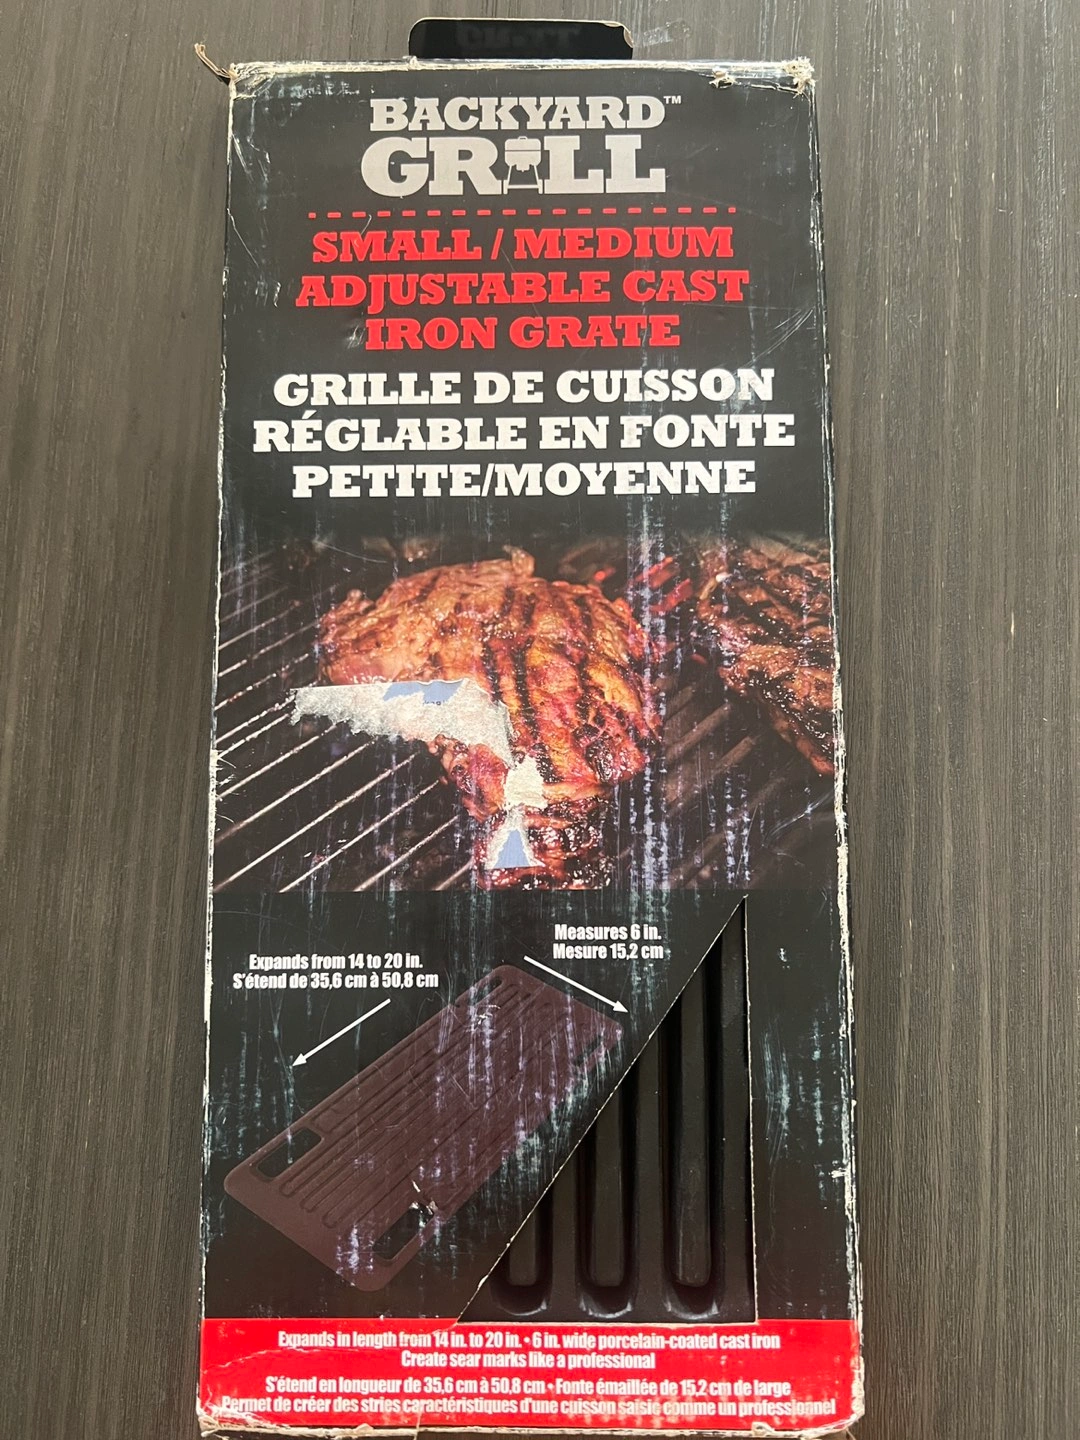 BACKYARD™
GRILL
SMALL / MEDIUM
ADJUSTABLE CAST
IRON GRATE
GRILLE DE CUISSON
RÉGLABLE EN FONTE
PETITE/MOYENNE
Measures 6 in.
Mesure 15,2 cm
Expands from 14 to 20 in.
S'étend de 35,6 cm à 50,8 cm
Expands in length from 14 in. to 20 in. • 6 in. wide porcelain-coated cast iron
Create sear marks like a professional
S'étend en longueur de 35,6 cm à 50,8 cm • Fonte émaillée de 15,2 cm de large
Permet de créer des stries caractéristiques d'une cuisson saisie comme un professionnel